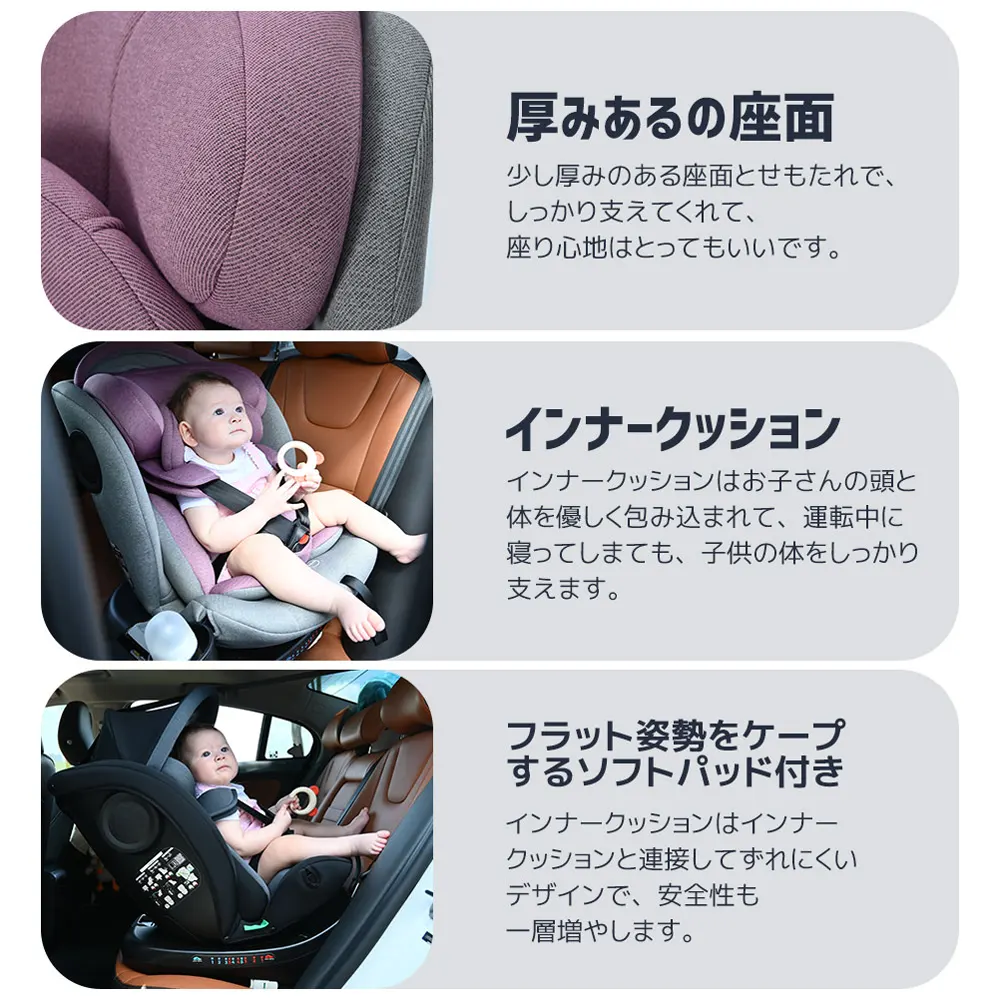 厚みあるの座面
少し厚みのある座面とせもたれで、
しっかり支えてくれて、
座り心地はとってもいいです。
インナークッション
インナークッションはお子さんの頭と
体を優しく包み込まれて、運転中に
寝ってしまても、子供の体をしっかり
支えます。
フラット姿勢をケープ
するソフトパッド付き
インナークッションはインナー
クッションと連接してずれにくい
デザインで、安全性も
一層増やします。